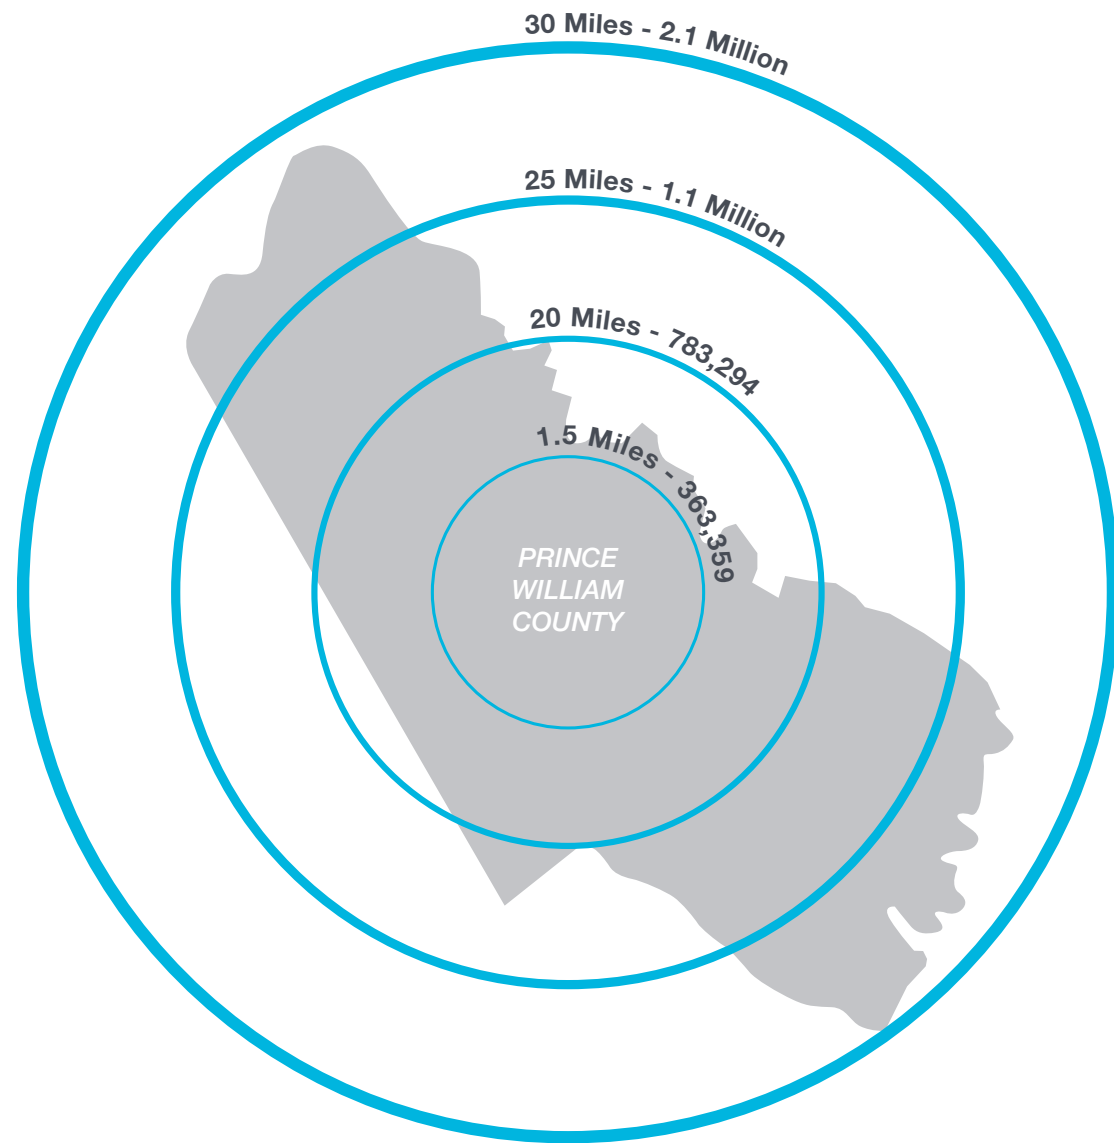 30 Miles - 2.1 Million
25 Miles - 1.1 Million
20 Miles - 783,294
1.5 Miles - 363,359
PRINCE
WILLIAM
COUNTY